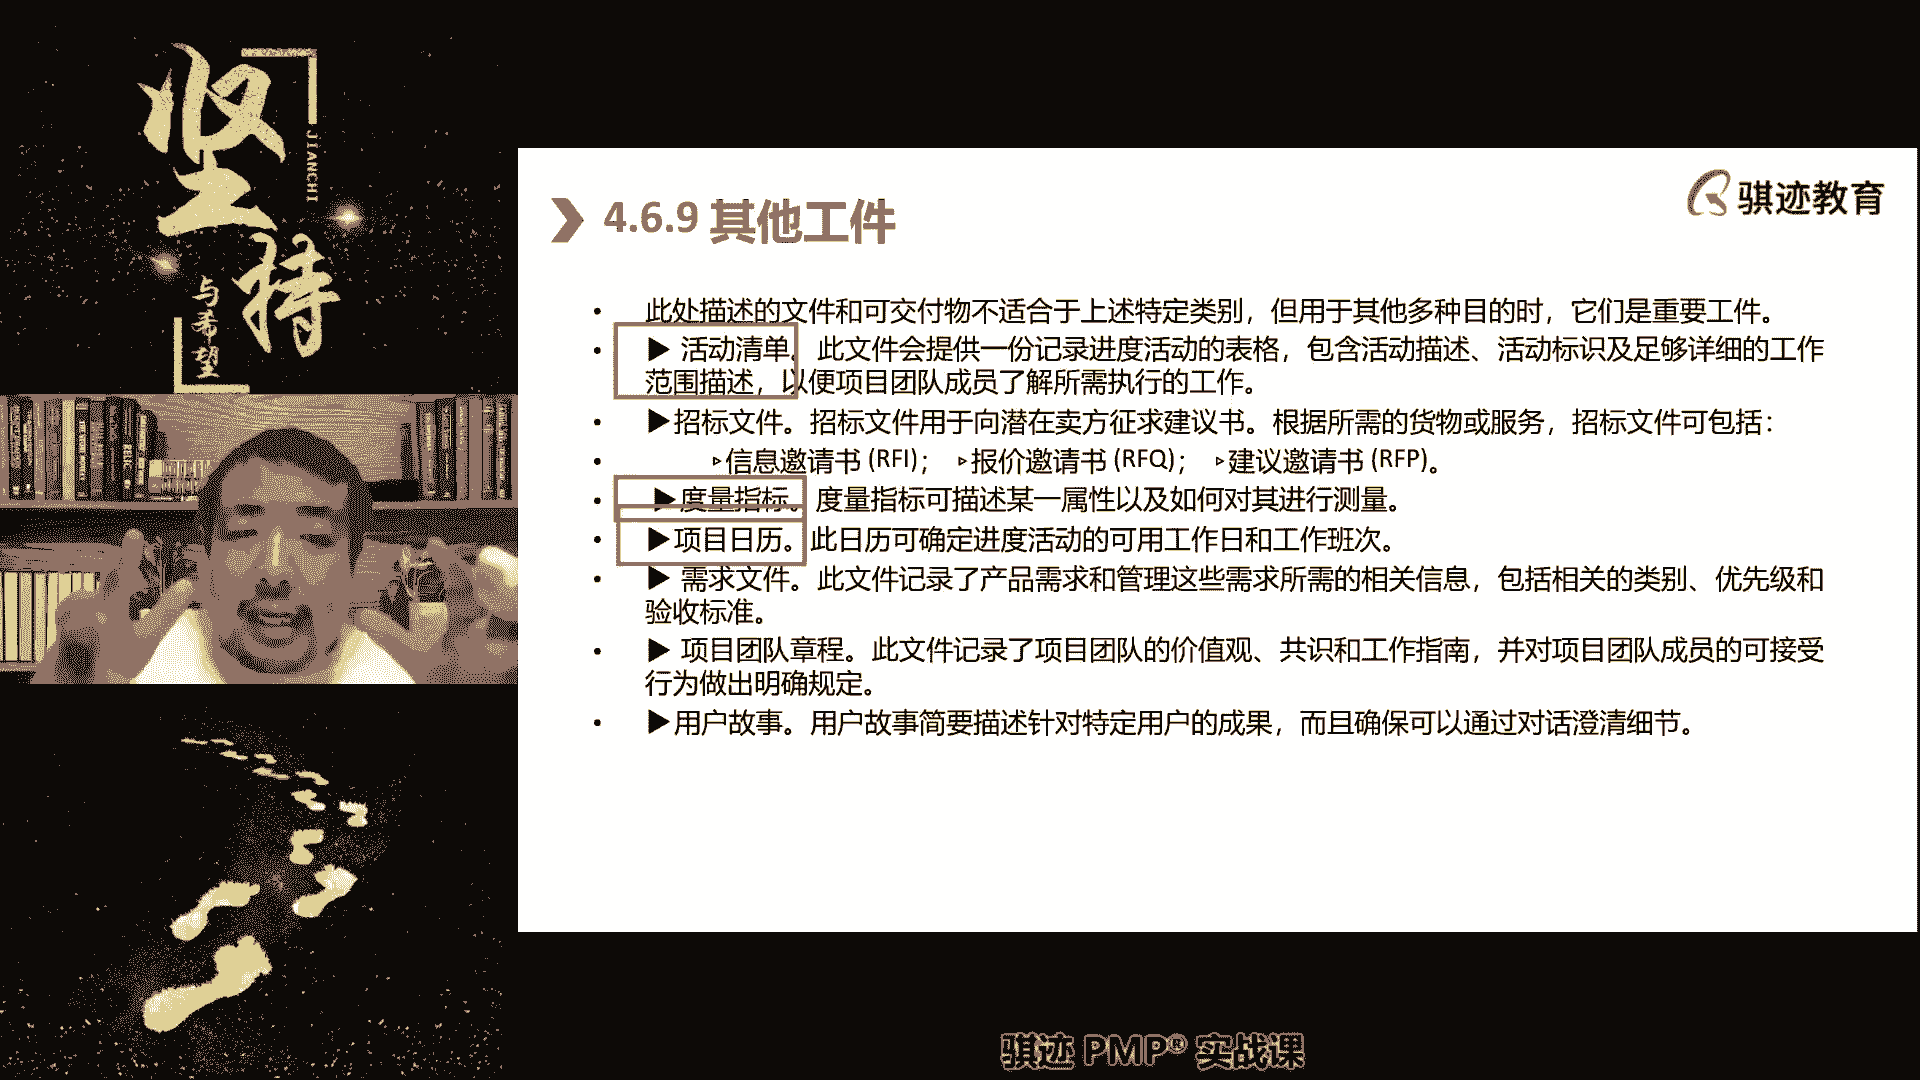 坚持
JIANCHI
与希望
骐迹教育
4.6.9 其他工件
• 此处描述的文件和可交付物不适合于上述特定类别，但用于其他多种目的时，它们是重要工件。
• ▶ 活动清单。此文件会提供一份记录进度活动的表格，包含活动描述、活动标识及足够详细的工作
范围描述，以便项目团队成员了解所需执行的工作。
• ▶招标文件。招标文件用于向潜在卖方征求建议书。根据所需的货物或服务，招标文件可包括：
• ▹信息邀请书 (RFI)； ▹报价邀请书 (RFQ)； ▹建议邀请书 (RFP)。
• ▶度量指标。度量指标可描述某一属性以及如何对其进行测量。
• ▶项目日历。此日历可确定进度活动的可用工作日和工作班次。
• ▶ 需求文件。此文件记录了产品需求和管理这些需求所需的相关信息，包括相关的类别、优先级和
验收标准。
• ▶ 项目团队章程。此文件记录了项目团队的价值观、共识和工作指南，并对项目团队成员的可接受
行为做出明确规定。
• ▶用户故事。用户故事简要描述针对特定用户的成果，而且确保可以通过对话澄清细节。
骐迹 PMP® 实战课